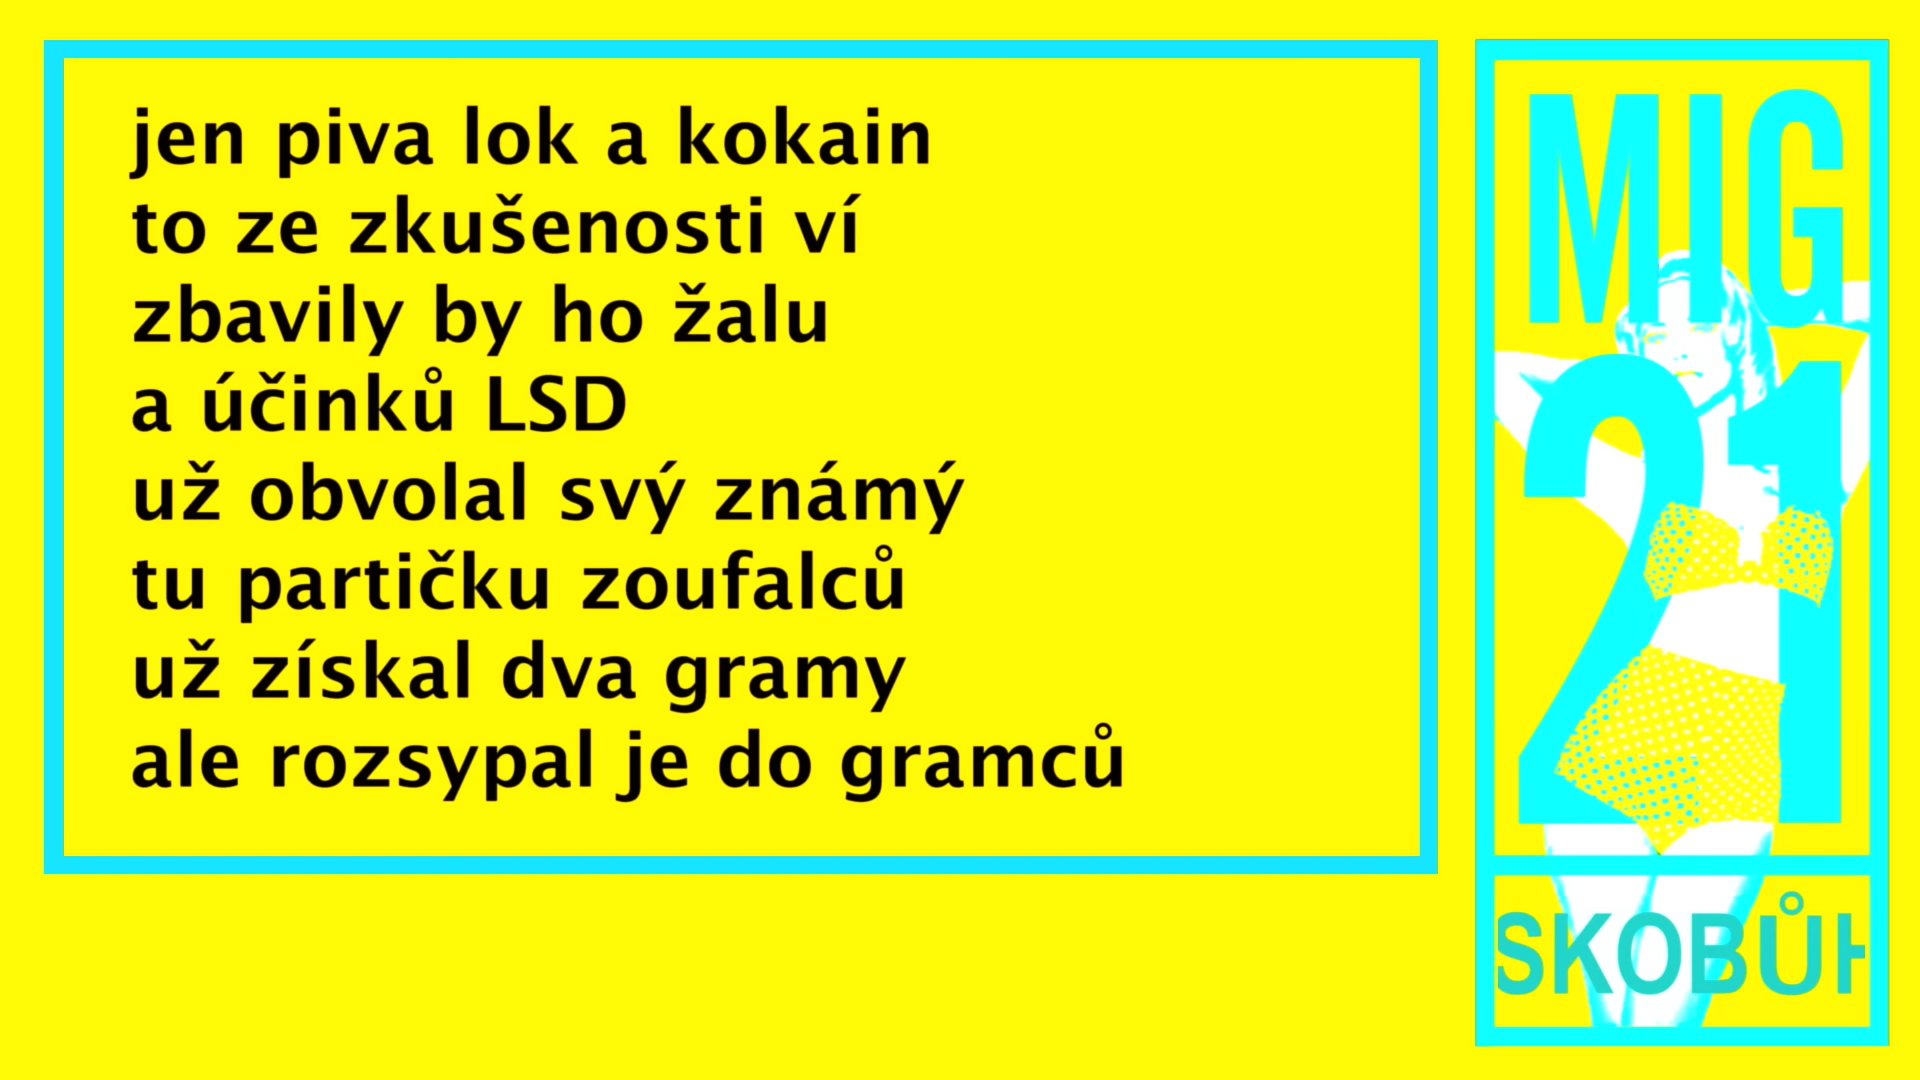 jen piva lok a kokain
to ze zkušenosti ví
zbavily by ho žalu
a účinků LSD
už obvolal svý známý
tu partičku zoufalců
už získal dva gramy
ale rozsypal je do gramců
MIG
21
SKOBŮ